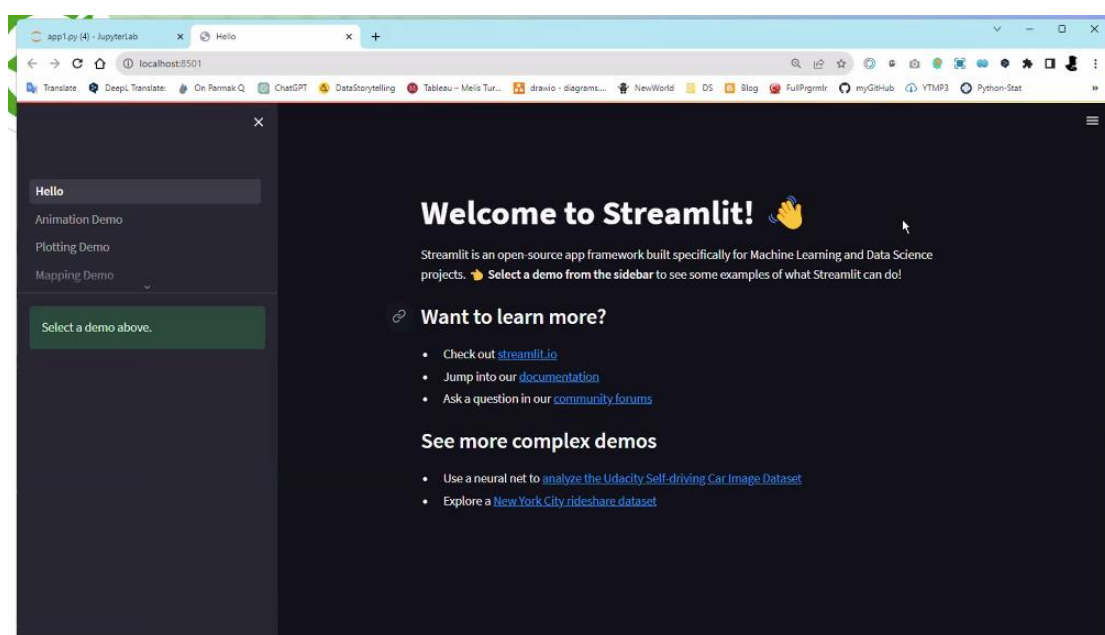 app1.py (4) - JupyterLab
Hello
localhost:8501
Translate DeepL Translate: On Parmak Q ChatGPT DataStorytelling Tableau – Melis Tur... drawio - diagrams.... NewWorld DS Blog FullPrgrmlr myGitHub YTMP3 Python-Stat
Hello
Animation Demo
Plotting Demo
Mapping Demo
Select a demo above.
Welcome to Streamlit! 👋
Streamlit is an open-source app framework built specifically for Machine Learning and Data Science
projects. 👈 Select a demo from the sidebar to see some examples of what Streamlit can do!
Want to learn more?
• Check out streamlit.io
• Jump into our documentation
• Ask a question in our community forums
See more complex demos
• Use a neural net to analyze the Udacity Self-driving Car Image Dataset
• Explore a New York City rideshare dataset